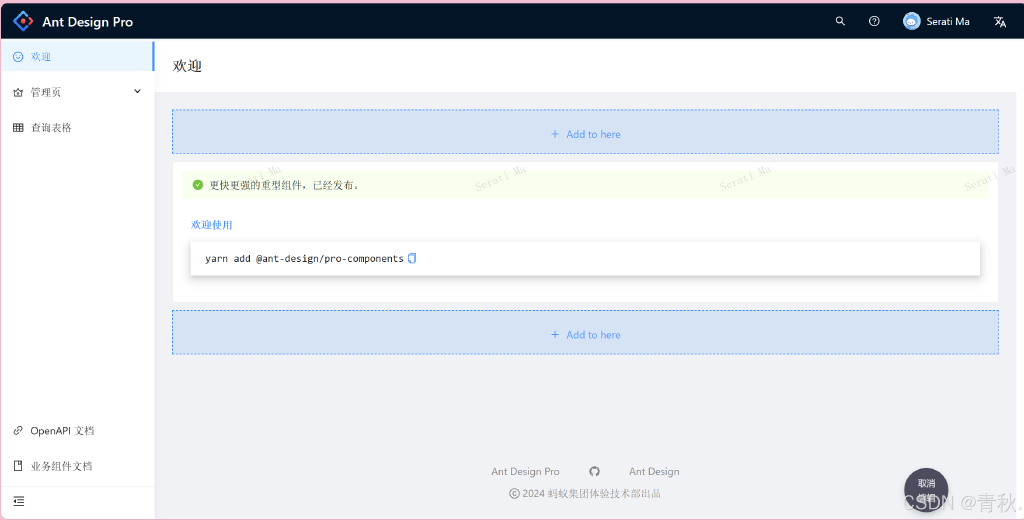 Ant Design Pro
Serati Ma
欢迎
管理页
查询表格
OpenAPI 文档
业务组件文档
欢迎
+ Add to here
更快更强的重型组件，已经发布。
Serati Ma
Serati Ma
Serati Ma
Serati Ma
欢迎使用
yarn add @ant-design/pro-components
+ Add to here
Ant Design Pro
Ant Design
© 2024 蚂蚁集团体验技术部出品
取消
编辑
CSDN @青秋.